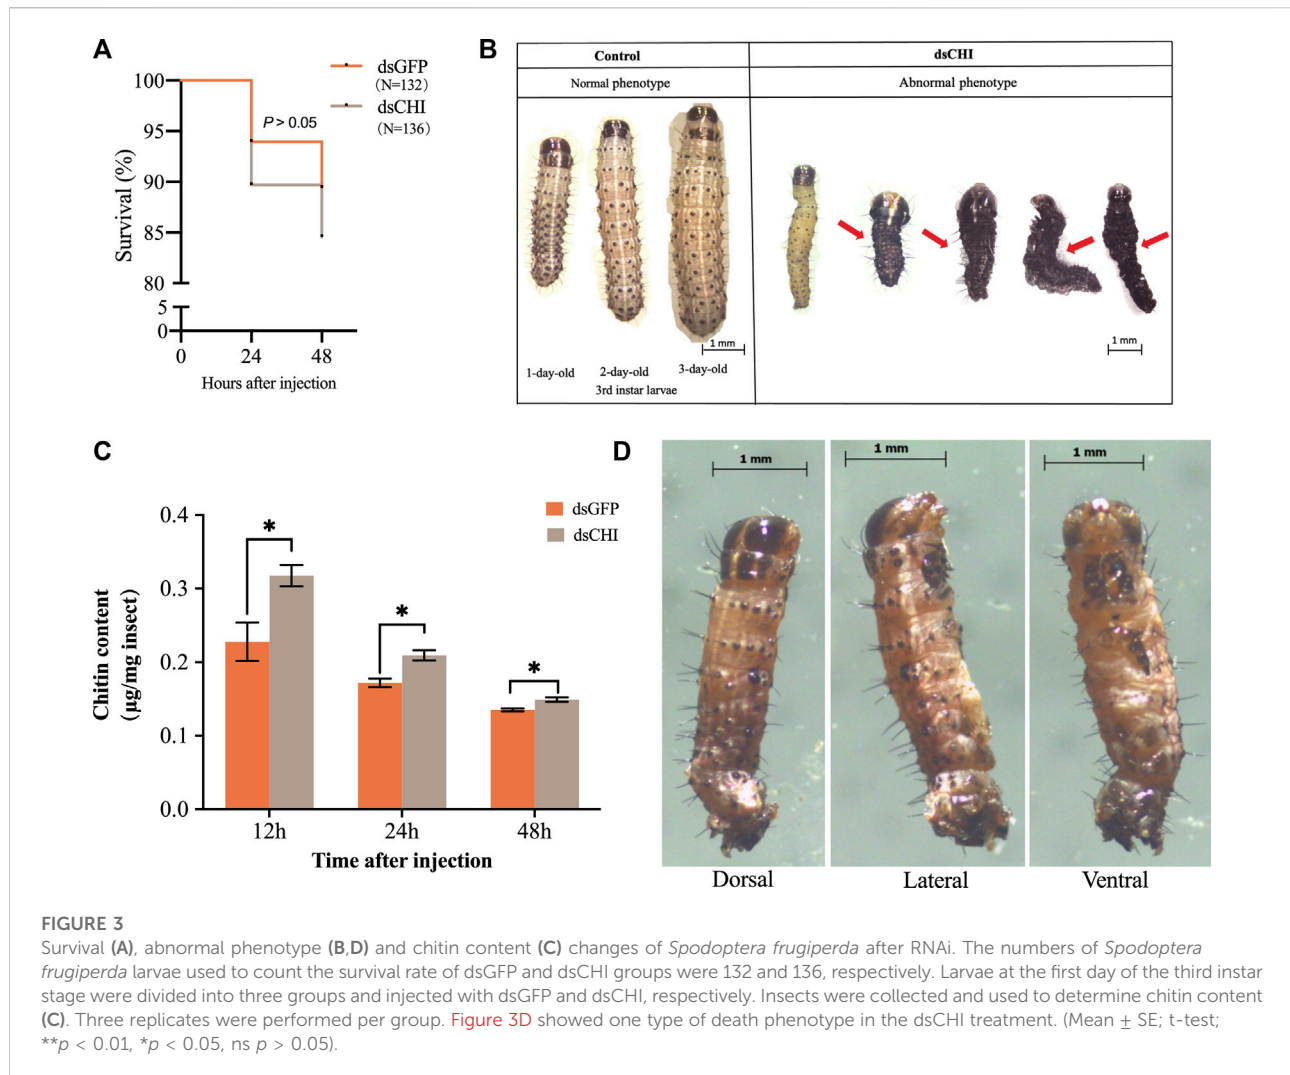 A
100
95
90
85
80
5
0
0
24
48
Survival (%)
Hours after injection
P > 0.05
dsGFP
(N=132)
dsCHI
(N=136)
B
Control
dsCHI
Normal phenotype
Abnormal phenotype
1 mm
1 mm
1-day-old
2-day-old
3-day-old
3rd instar larvae
C
dsGFP
dsCHI
0.4
0.3
0.2
0.1
0.0
Chitin content
(μg/mg insect)
*
*
*
12h
24h
48h
Time after injection
D
1 mm
1 mm
1 mm
Dorsal
Lateral
Ventral
FIGURE 3
Survival (A), abnormal phenotype (B,D) and chitin content (C) changes of Spodoptera frugiperda after RNAi. The numbers of Spodoptera
frugiperda larvae used to count the survival rate of dsGFP and dsCHI groups were 132 and 136, respectively. Larvae at the first day of the third instar
stage were divided into three groups and injected with dsGFP and dsCHI, respectively. Insects were collected and used to determine chitin content
(C). Three replicates were performed per group. Figure 3D showed one type of death phenotype in the dsCHI treatment. (Mean ± SE; t-test;
**p < 0.01, *p < 0.05, ns p > 0.05).